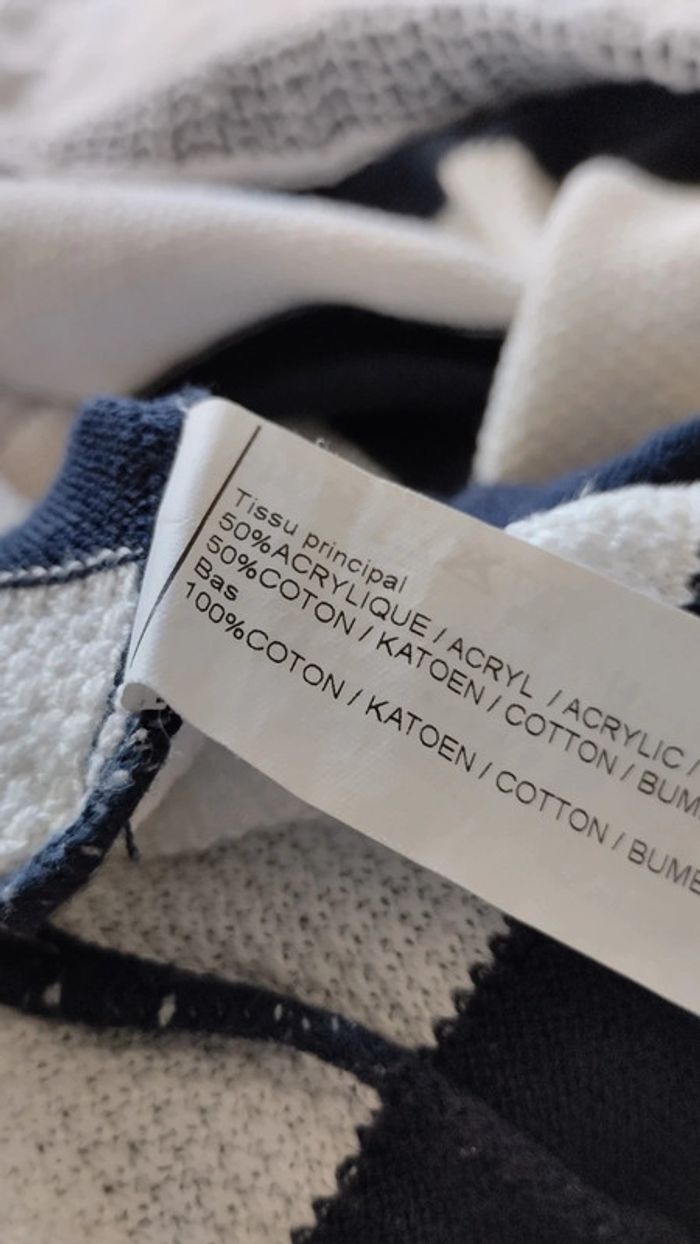 Tissu principal
50%ACRYLIQUE / ACRYL / ACRYLIC /
50%COTON / KATOEN / COTTON / BUM
Bas
100%COTON / KATOEN / COTTON / BUME